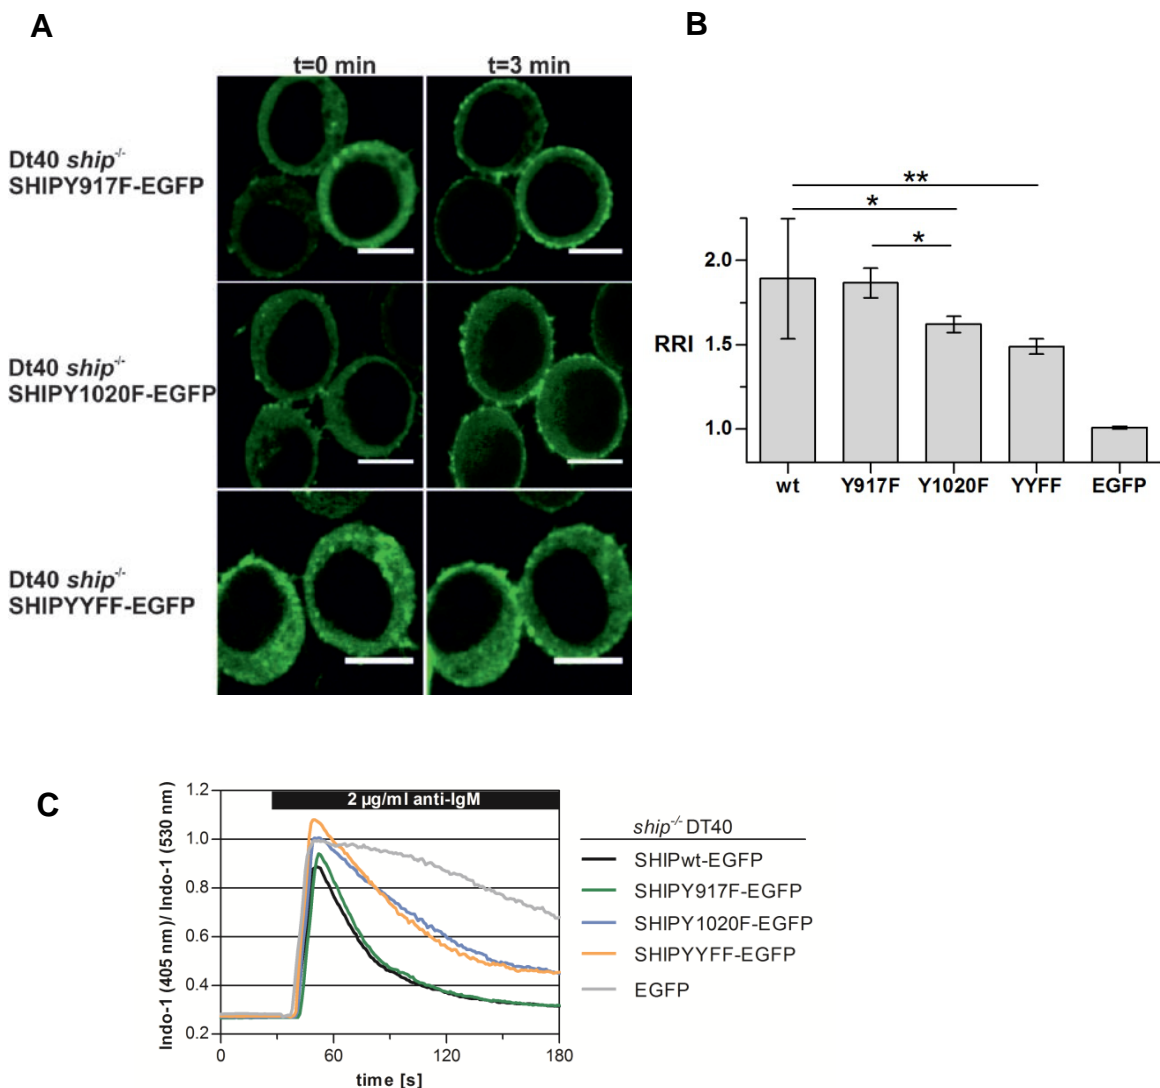 A
t=0 min
t=3 min
Dt40 ship-/-
SHIPY917F-EGFP
Dt40 ship-/-
SHIPY1020F-EGFP
Dt40 ship-/-
SHIPYYFF-EGFP
B
**
*
*
2.0
1.5
1.0
RRI
wt
Y917F
Y1020F
YYFF
EGFP
C
Indo-1 (405 nm)/ Indo-1 (530 nm)
1.2
1.0
0.8
0.6
0.4
0.2
2 µg/ml anti-IgM
0
60
120
180
time [s]
ship-/- DT40
SHIPwt-EGFP
SHIPY917F-EGFP
SHIPY1020F-EGFP
SHIPYYFF-EGFP
EGFP